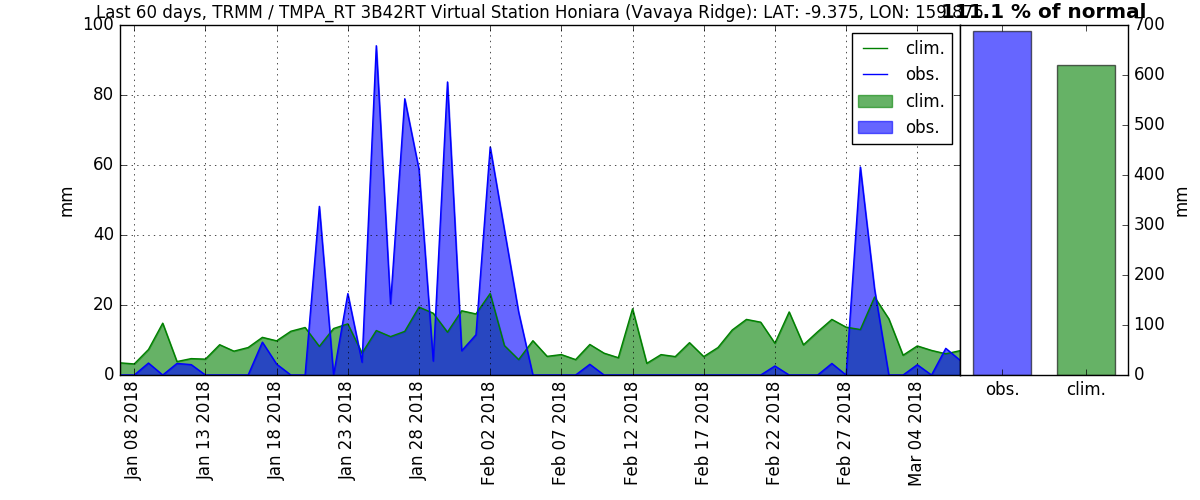 Last 60 days, TRMM / TMPA_RT 3B42RT Virtual Station Honiara (Vavaya Ridge): LAT: -9.375, LON:
111.1 % of normal
100
80
60
40
20
0
mm
clim.
obs.
clim.
obs.
700
600
500
400
300
200
100
0
mm
obs.
clim.
Jan 08 2018
Jan 13 2018
Jan 18 2018
Jan 23 2018
Jan 28 2018
Feb 02 2018
Feb 07 2018
Feb 12 2018
Feb 17 2018
Feb 22 2018
Feb 27 2018
Mar 04 2018